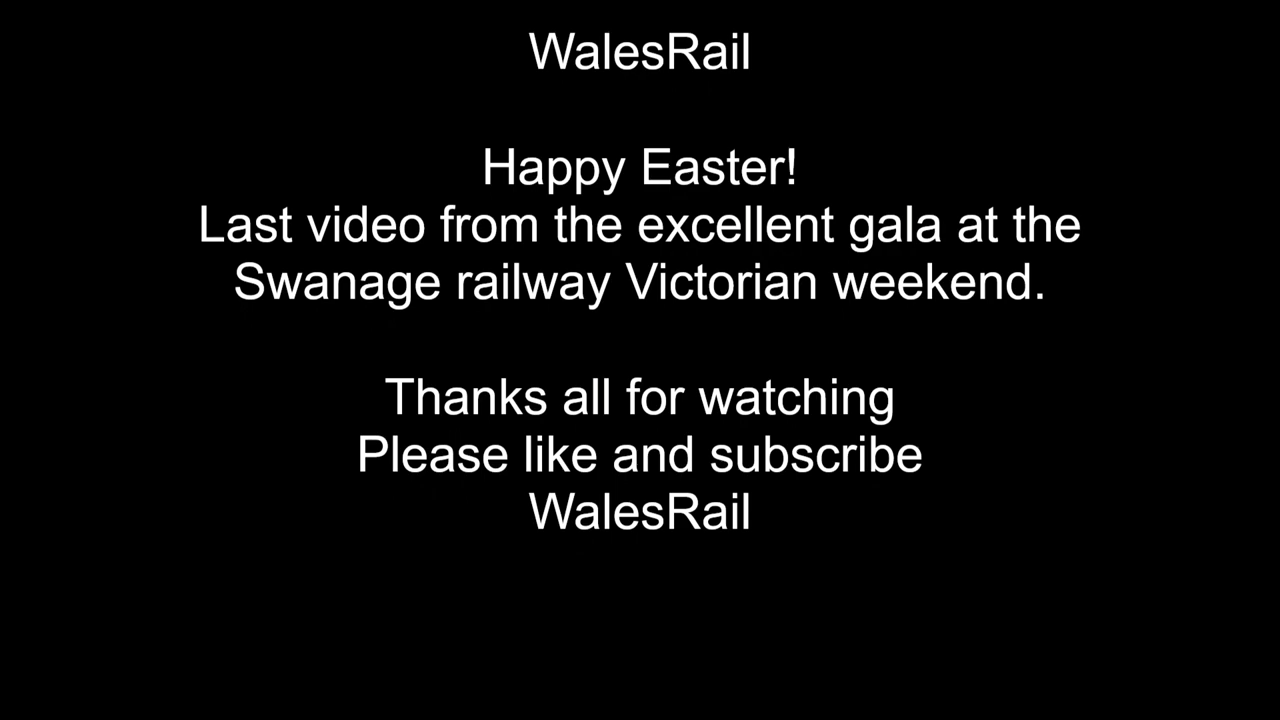 WalesRail
Happy Easter!
Last video from the excellent gala at the
Swanage railway Victorian weekend.
Thanks all for watching
Please like and subscribe
WalesRail